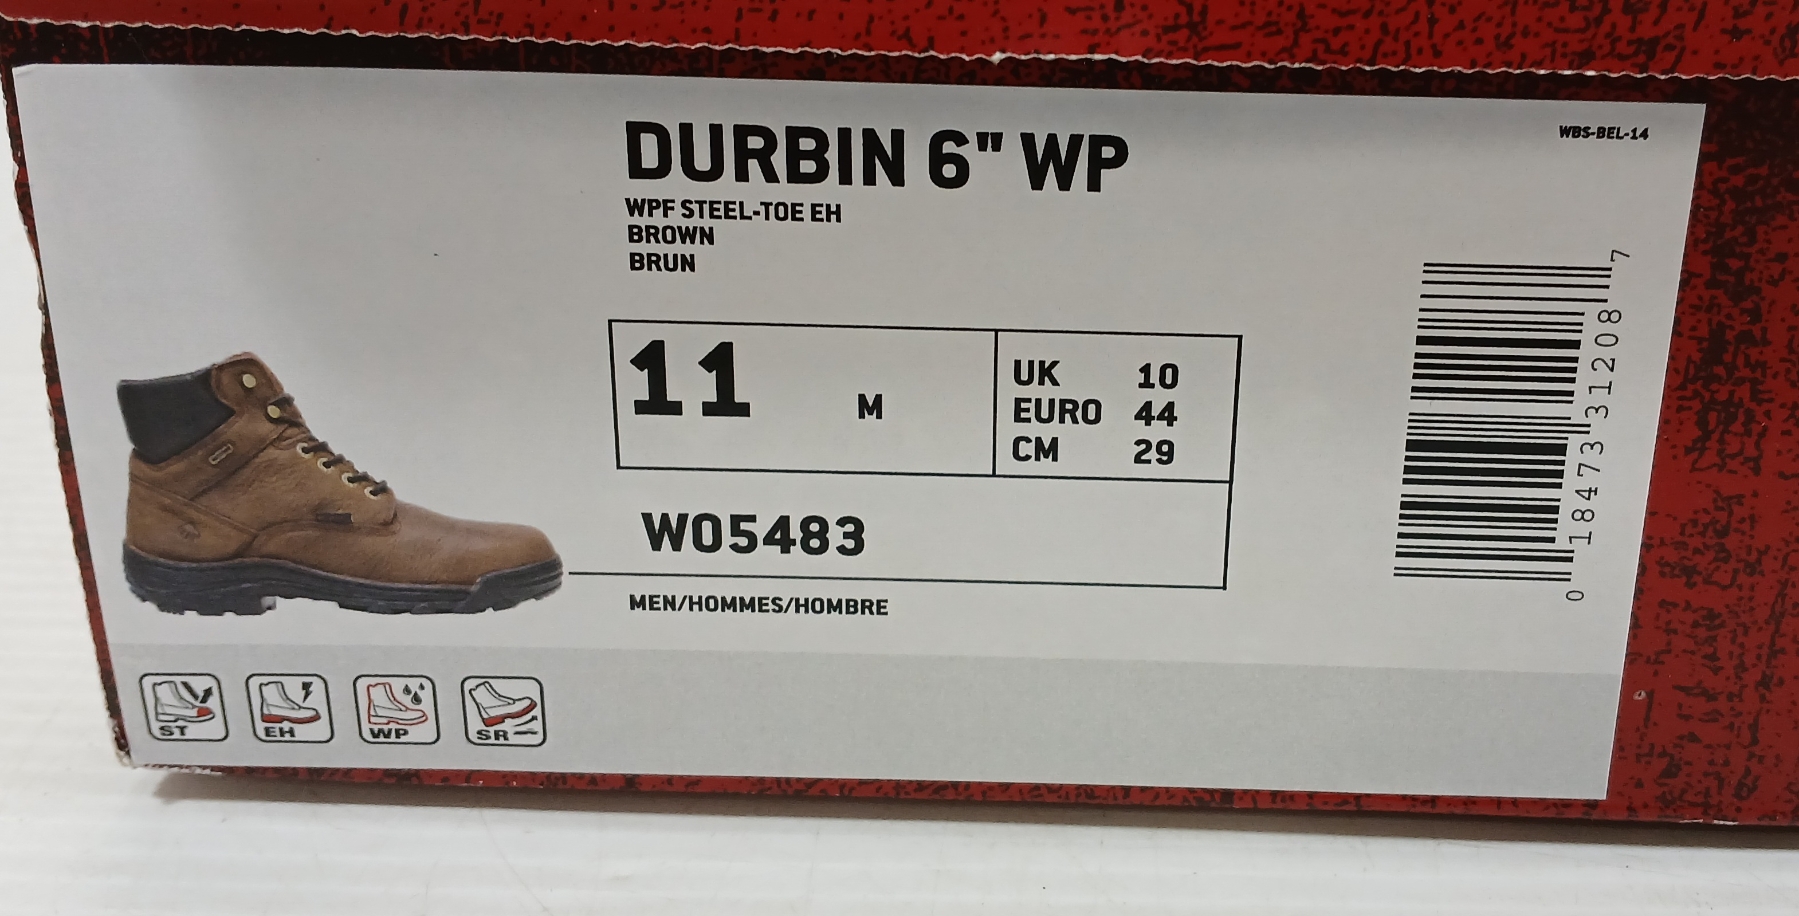 WBS-BEL-14
DURBIN 6" WP
WPF STEEL-TOE EH
BROWN
BRUN
11 M
UK 10
EURO 44
CM 29
W05483
MEN/HOMMES/HOMBRE
0 18473 31208 7
ST
EH
WP
SR